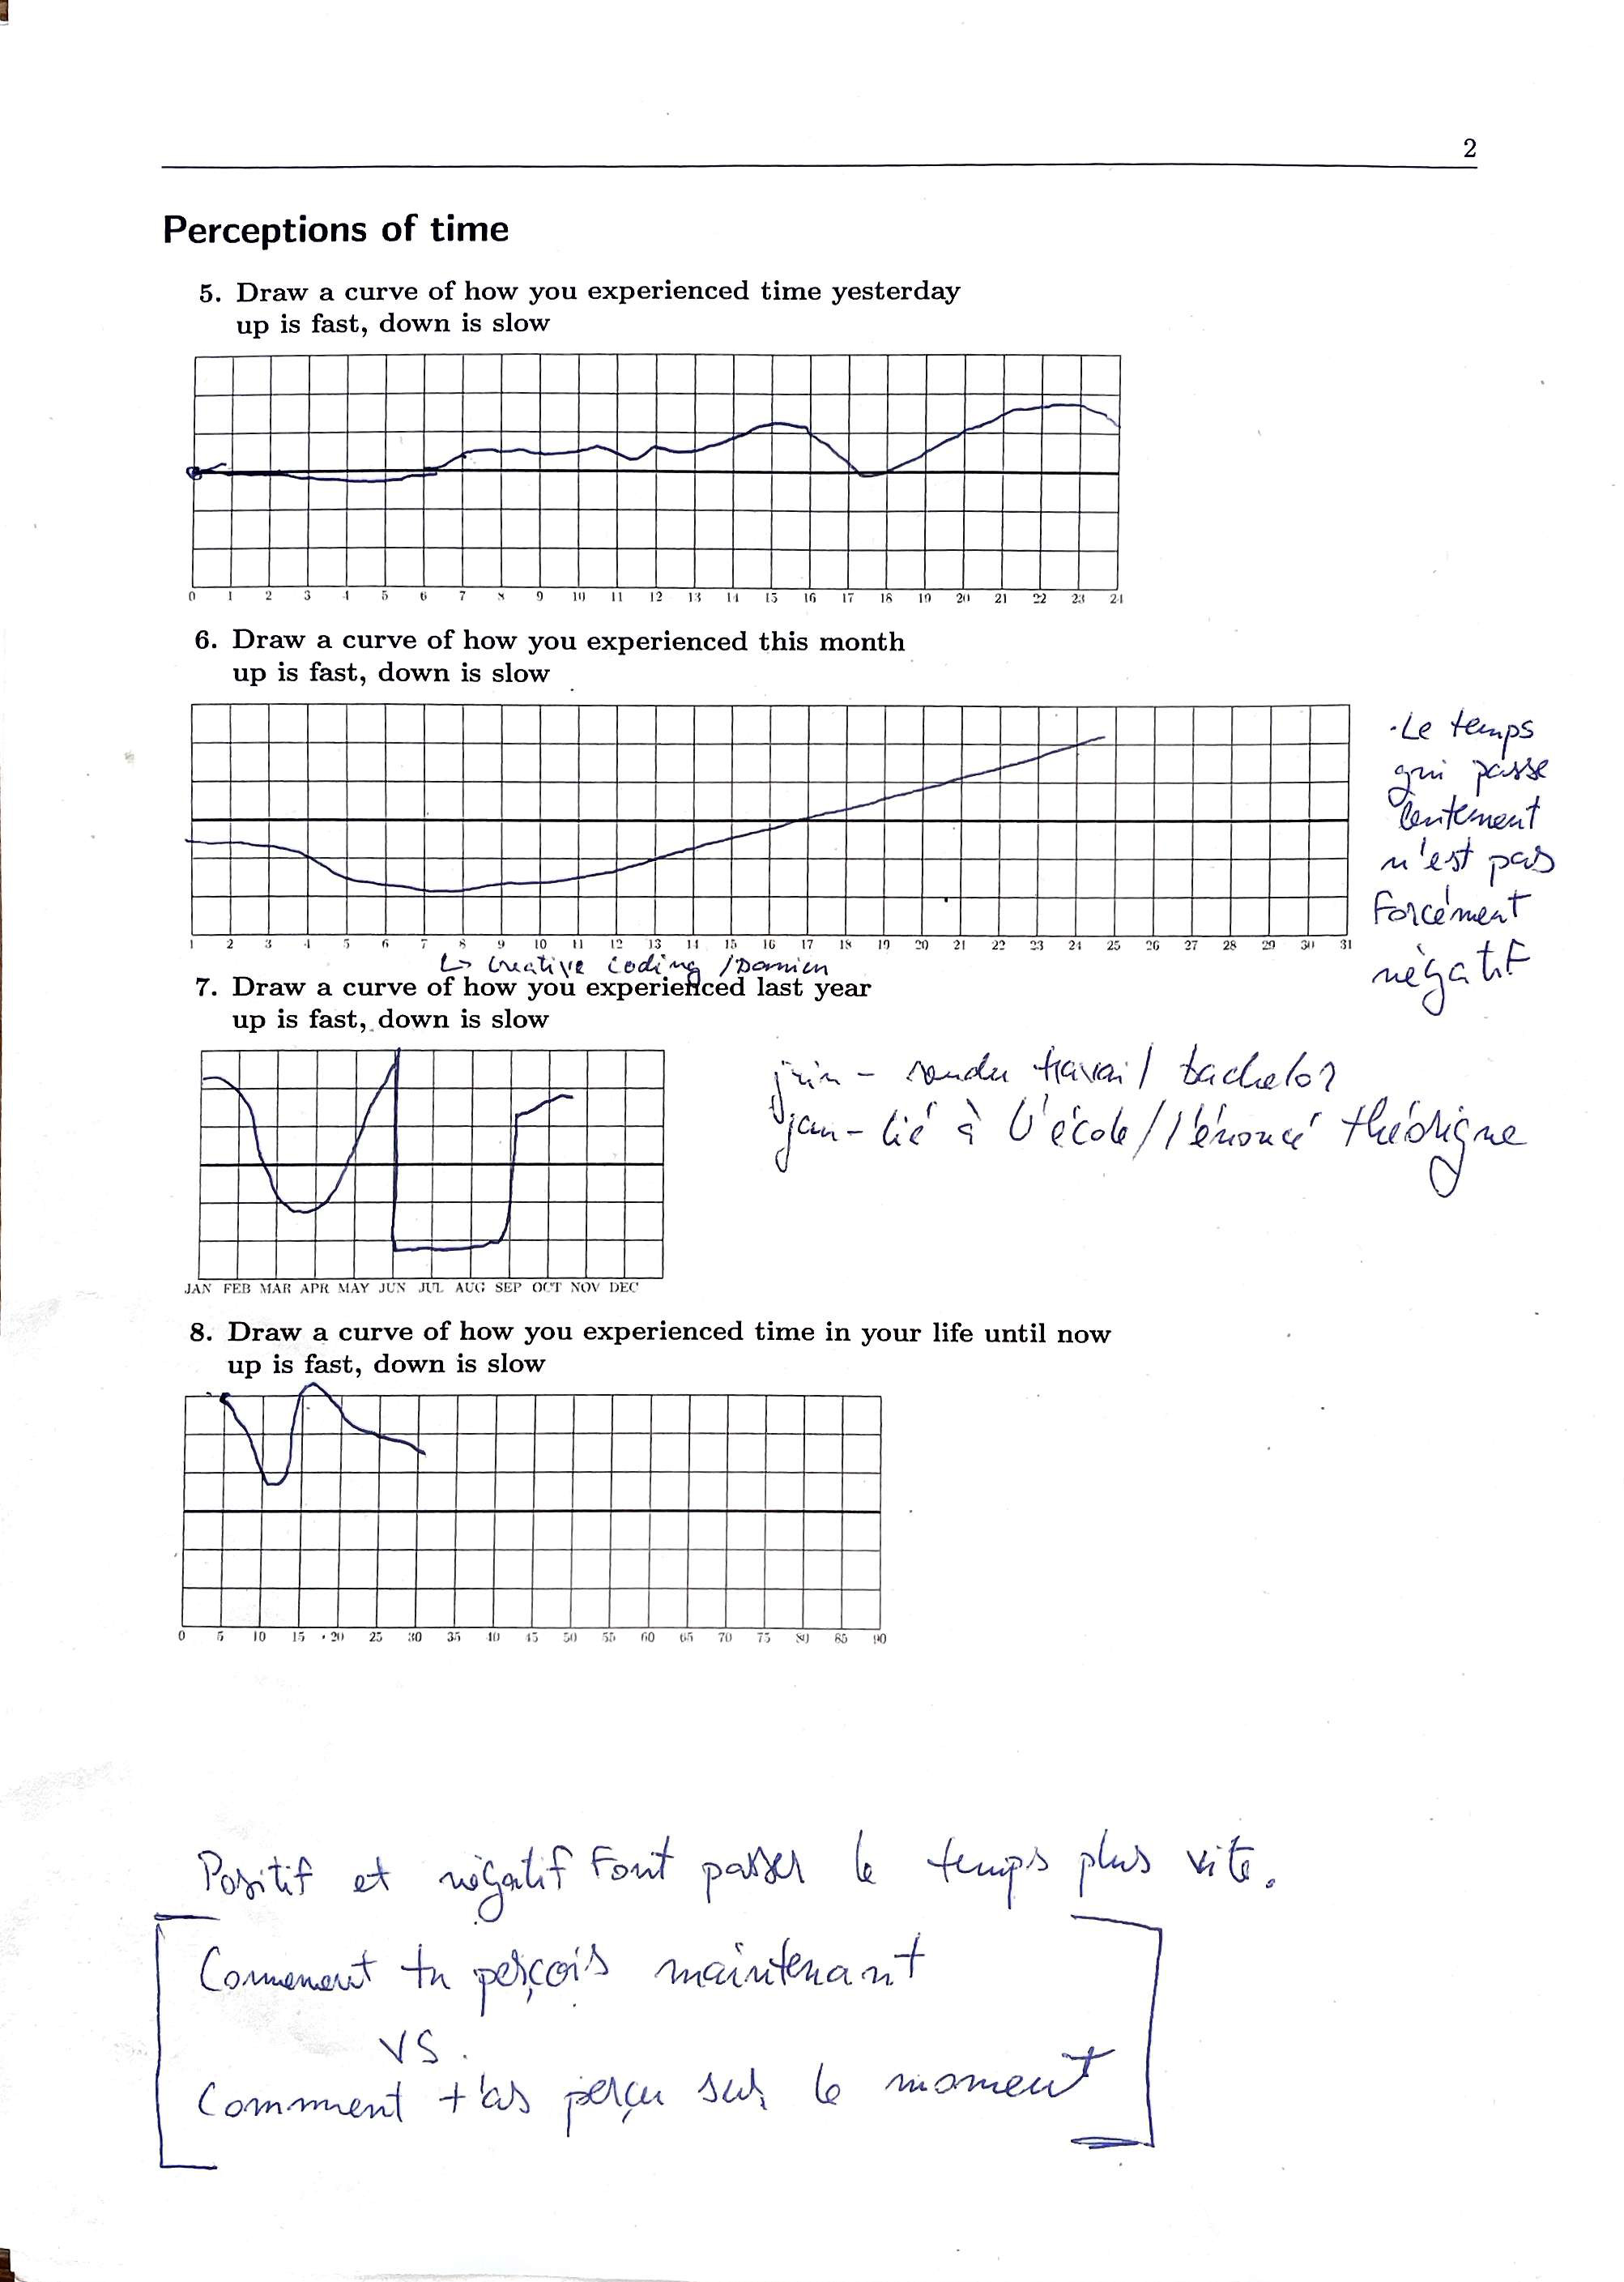 2
Perceptions of time
5. Draw a curve of how you experienced time yesterday
up is fast, down is slow
0 1 2 3 4 5 6 7 8 9 10 11 12 13 14 15 16 17 18 19 20 21 22 23 24
6. Draw a curve of how you experienced this month
up is fast, down is slow
·Le temps
qui passe
lentement
n'est pas
forcément
négatif
1 2 3 4 5 6 7 8 9 10 11 12 13 14 15 16 17 18 19 20 21 22 23 24 25 26 27 28 29 30 31
↳ Creative coding / Damien
7. Draw a curve of how you experienced last year
up is fast, down is slow
juin - rendu travail bachelor
jan - lié à l'école/l'énoncé théorique
JAN FEB MAR APR MAY JUN JUL AUG SEP OCT NOV DEC
8. Draw a curve of how you experienced time in your life until now
up is fast, down is slow
0 5 10 15 20 25 30 35 40 45 50 55 60 65 70 75 80 85 90
Positif et négatif font passer le temps plus vite.
Comment tu perçois maintenant
VS.
Comment t'as perçu sur le moment